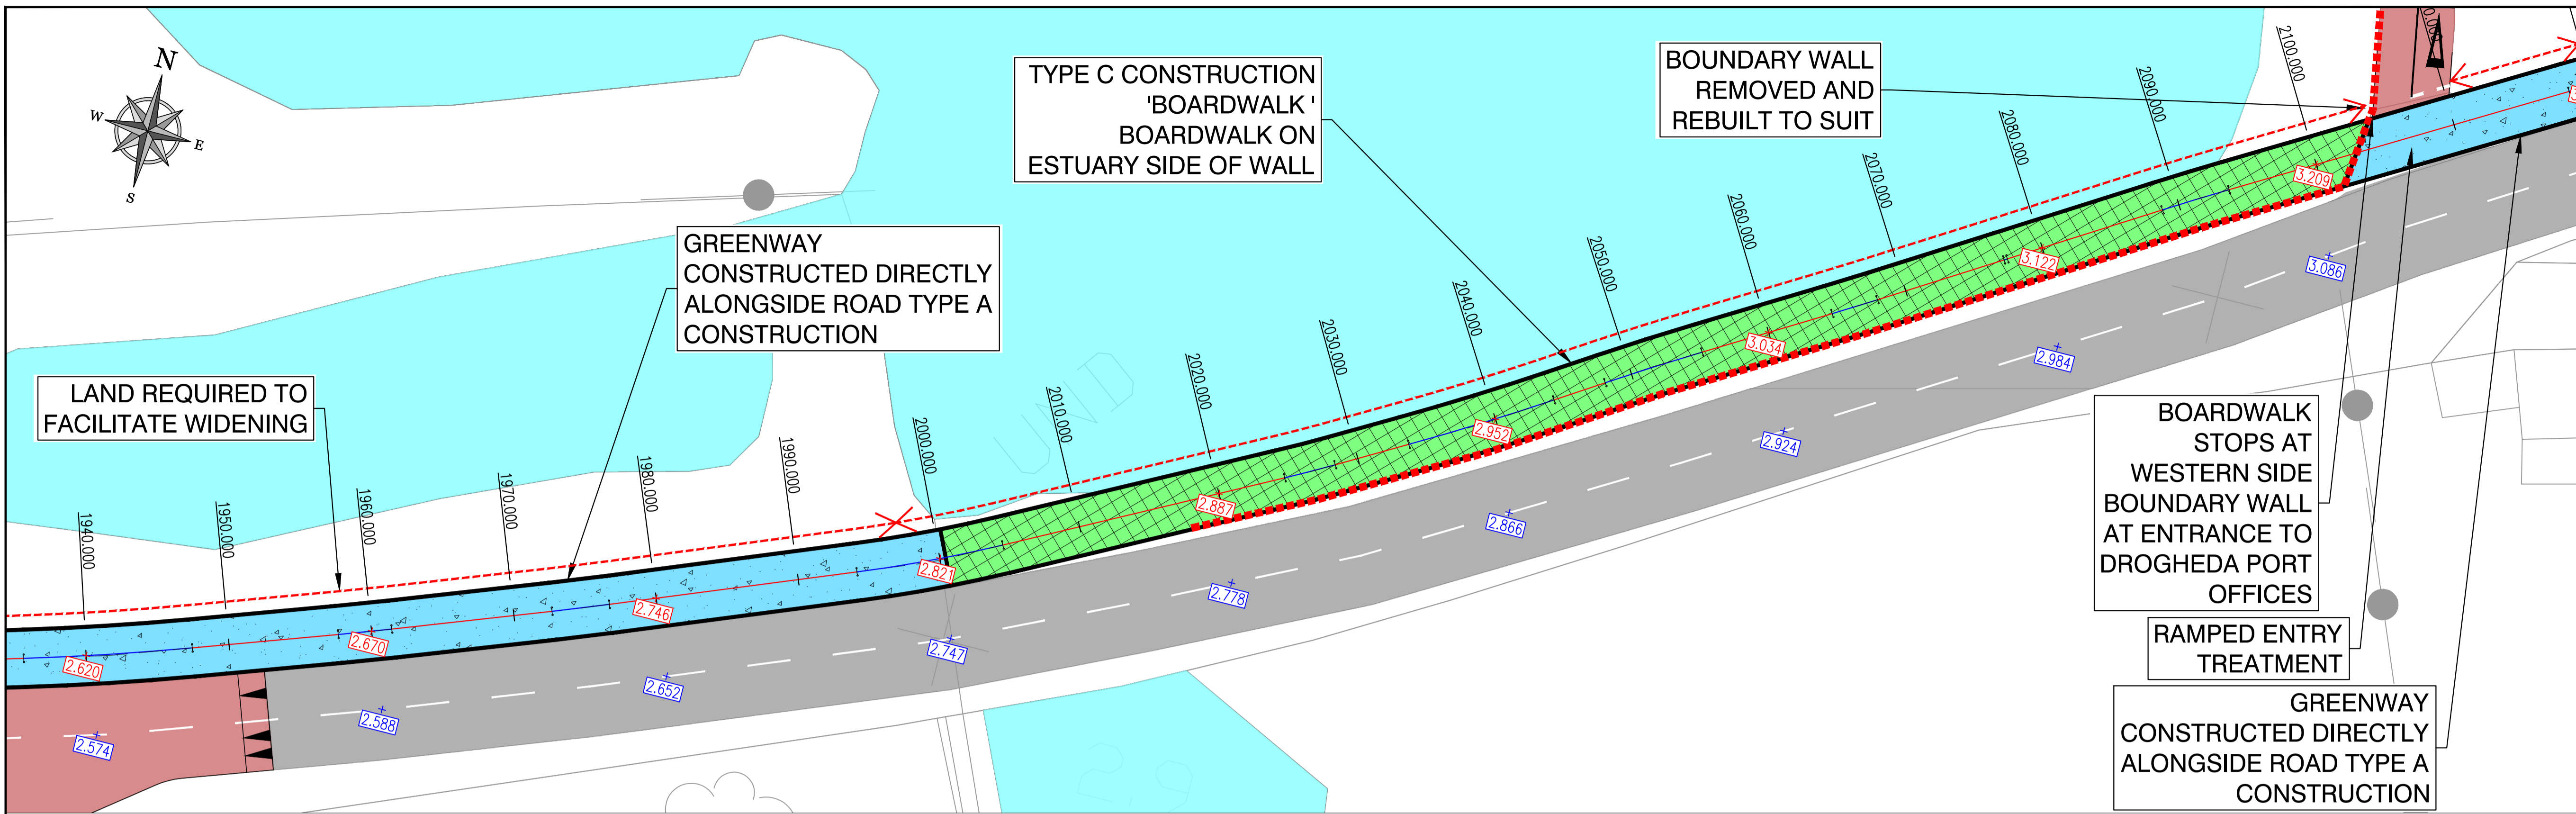 N
W
E
S
TYPE C CONSTRUCTION
'BOARDWALK '
BOARDWALK ON
ESTUARY SIDE OF WALL
BOUNDARY WALL
REMOVED AND
REBUILT TO SUIT
GREENWAY
CONSTRUCTED DIRECTLY
ALONGSIDE ROAD TYPE A
CONSTRUCTION
LAND REQUIRED TO
FACILITATE WIDENING
1940.000
1950.000
1960.000
1970.000
1980.000
1990.000
2000.000
2010.000
2020.000
2030.000
2040.000
2050.000
2060.000
2070.000
2080.000
2090.000
2100.000
2.620
2.670
2.746
2.821
2.887
2.952
3.034
3.122
3.209
2.574
2.588
2.652
2.747
2.778
2.866
2.924
2.984
3.086
BOARDWALK
STOPS AT
WESTERN SIDE
BOUNDARY WALL
AT ENTRANCE TO
DROGHEDA PORT
OFFICES
RAMPED ENTRY
TREATMENT
GREENWAY
CONSTRUCTED DIRECTLY
ALONGSIDE ROAD TYPE A
CONSTRUCTION